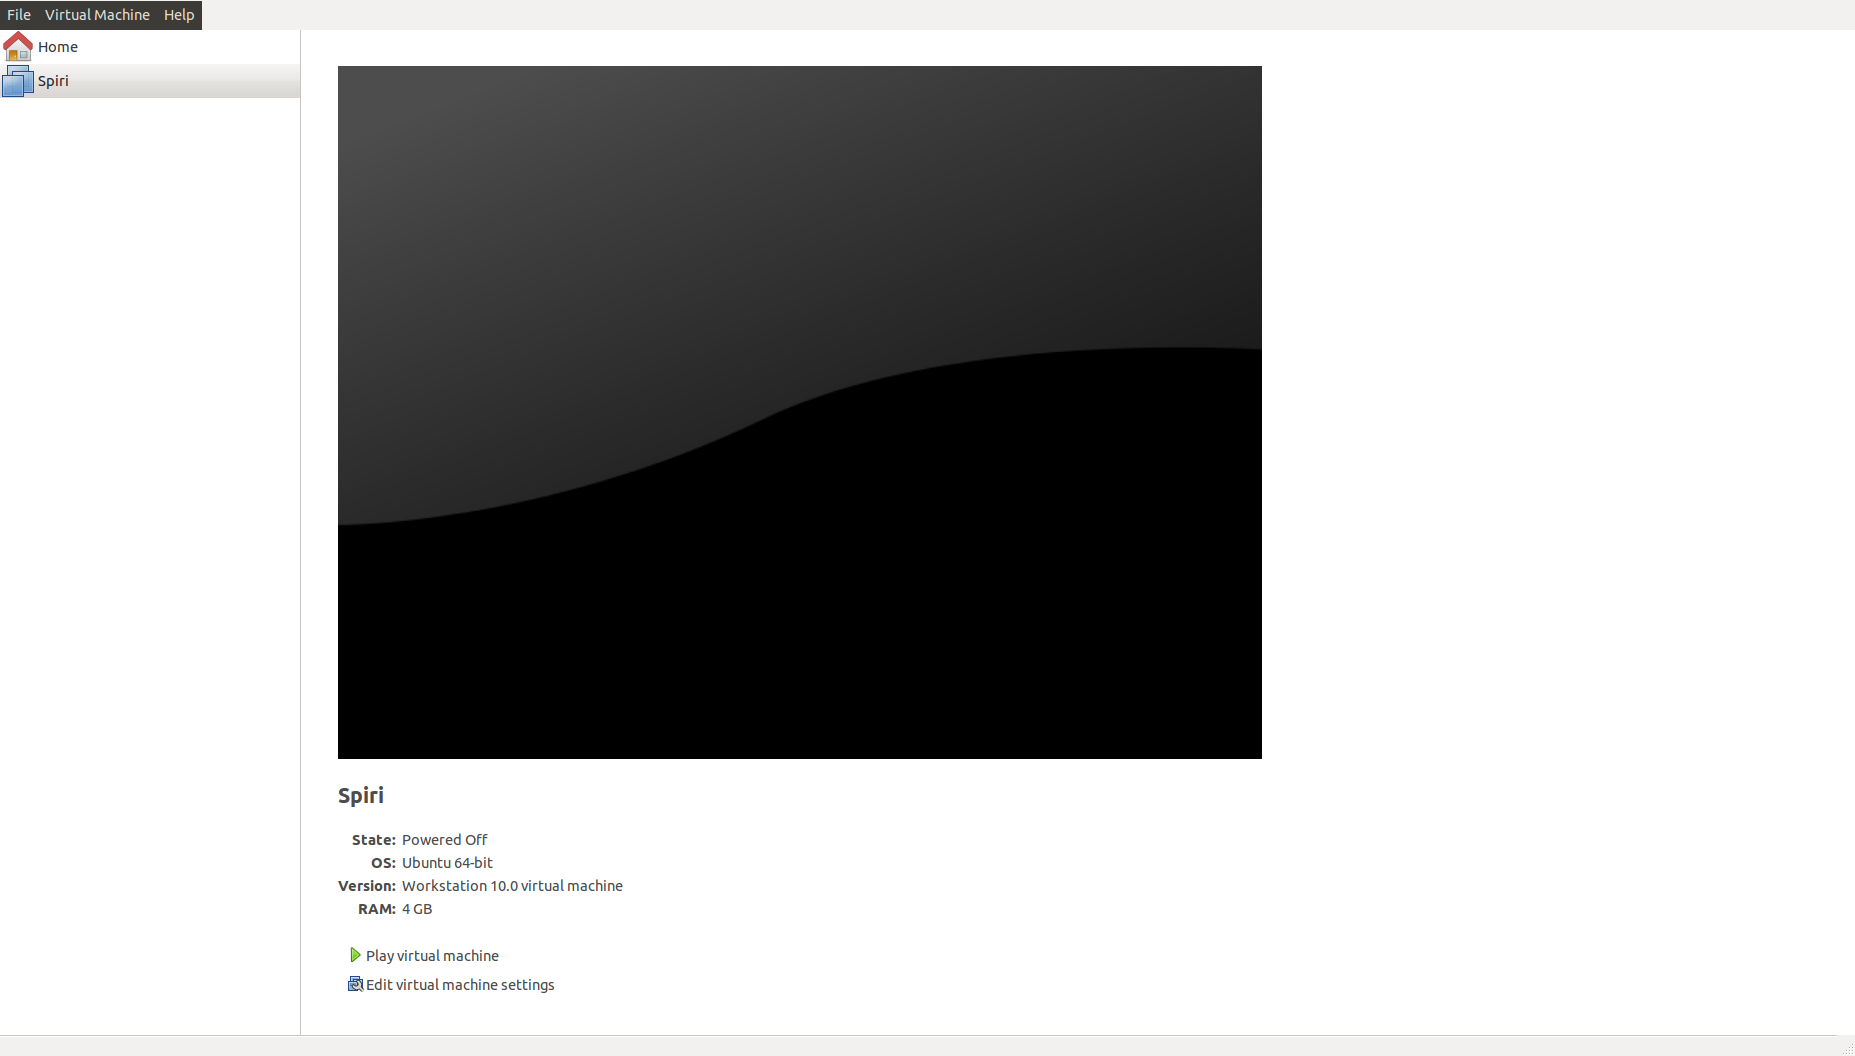 File Virtual Machine Help
Home
Spiri
Spiri
State: Powered Off
OS: Ubuntu 64-bit
Version: Workstation 10.0 virtual machine
RAM: 4 GB
Play virtual machine
Edit virtual machine settings